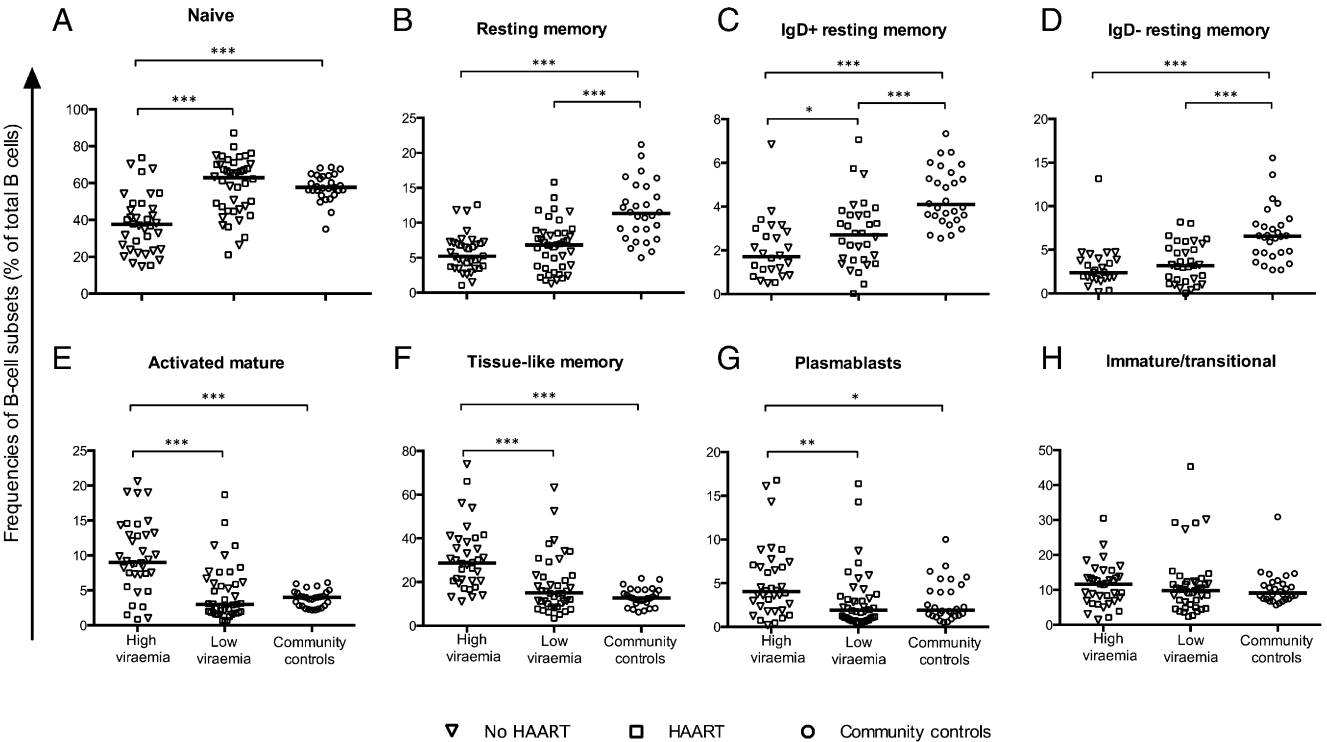 A Naive
B Resting memory
C IgD+ resting memory
D IgD- resting memory
Frequencies of B-cell subsets (% of total B cells)
***
***
100
80
60
40
20
0
***
***
25
20
15
10
5
0
***
* ***
8
6
4
2
0
***
***
20
15
10
5
0
E Activated mature
F Tissue-like memory
G Plasmablasts
H Immature/transitional
***
***
25
20
15
10
5
0
High viraemia
Low viraemia
Community controls
***
***
80
60
40
20
0
High viraemia
Low viraemia
Community controls
*
**
20
15
10
5
0
High viraemia
Low viraemia
Community controls
50
40
30
20
10
0
High viraemia
Low viraemia
Community controls
No HAART HAART Community controls